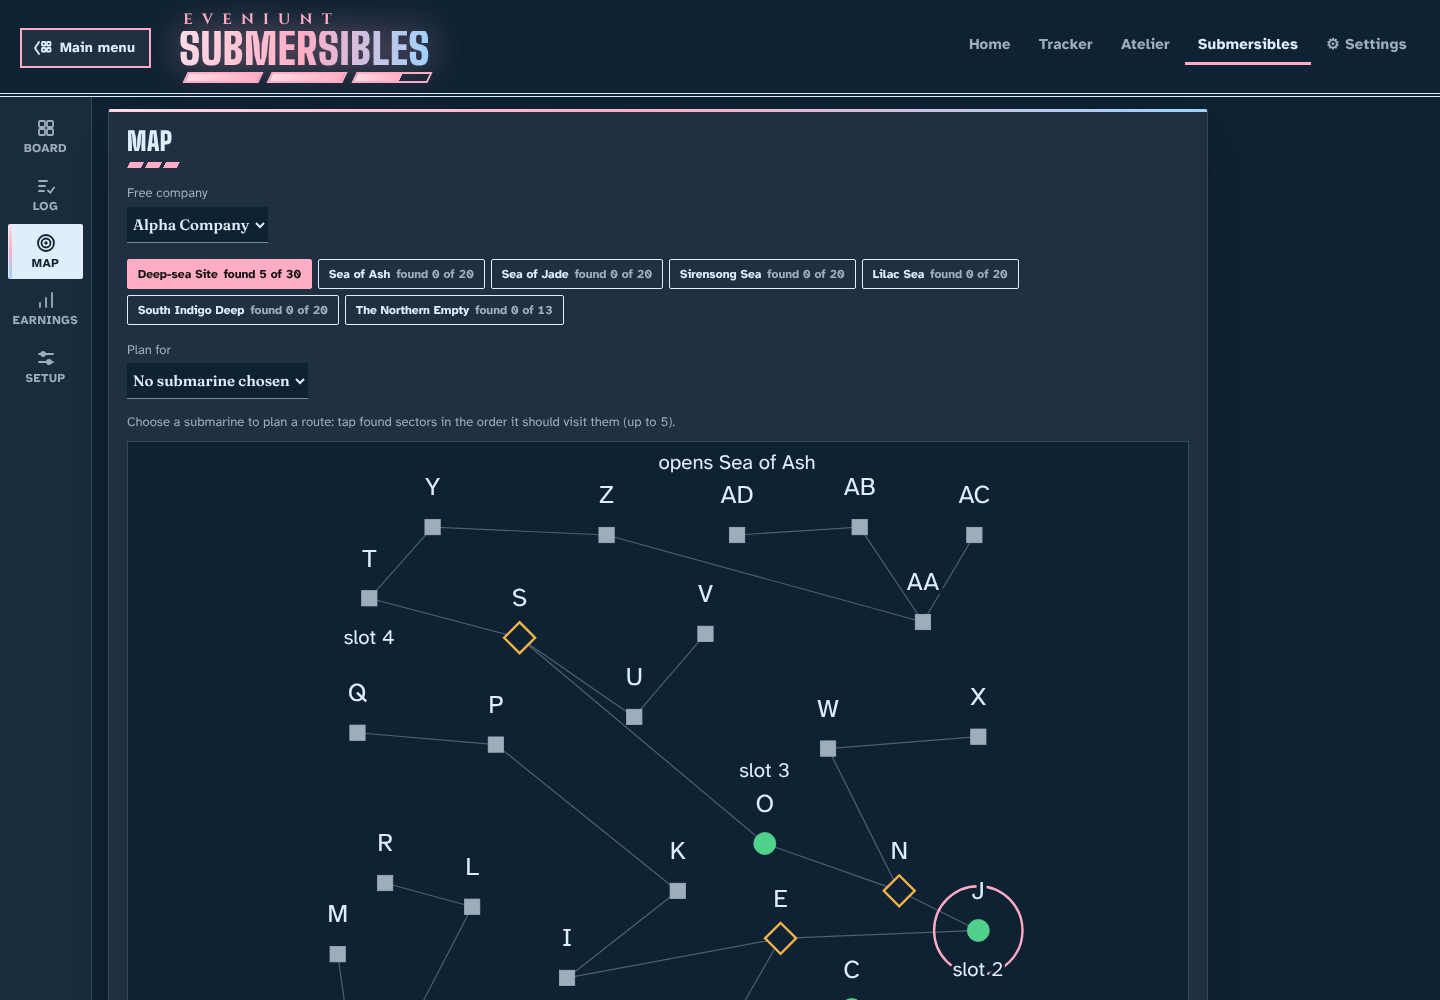 EVENIUNT
SUBMERSIBLES
Main menu
Home
Tracker
Atelier
Submersibles
⚙ Settings
BOARD
LOG
MAP
EARNINGS
SETUP
MAP
Free company
Alpha Company
Deep-sea Site found 5 of 30
Sea of Ash found 0 of 20
Sea of Jade found 0 of 20
Sirensong Sea found 0 of 20
Lilac Sea found 0 of 20
South Indigo Deep found 0 of 20
The Northern Empty found 0 of 13
Plan for
No submarine chosen
Choose a submarine to plan a route: tap found sectors in the order it should visit them (up to 5).
opens Sea of Ash
Y
Z
AD
AB
AC
T
AA
S
V
slot 4
U
Q
P
W
X
slot 3
O
R
K
N
L
E
J
M
I
C
slot 2